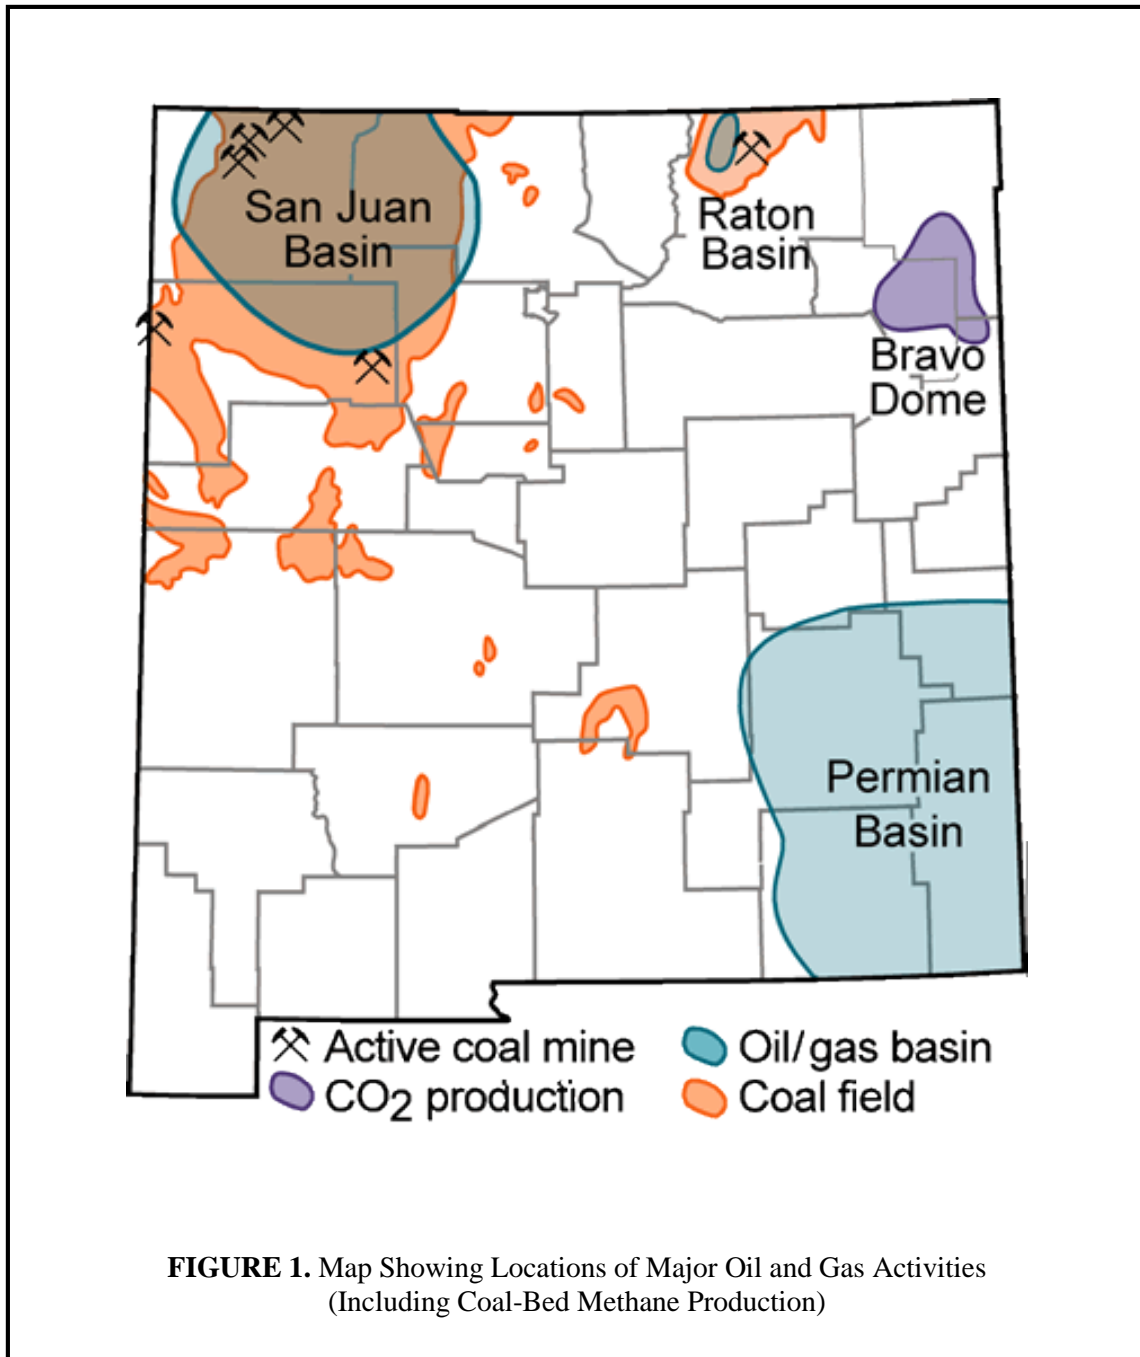 San Juan
Basin
Raton
Basin
Bravo
Dome
Permian
Basin
Active coal mine
Oil/gas basin
CO2 production
Coal field
FIGURE 1. Map Showing Locations of Major Oil and Gas Activities
(Including Coal-Bed Methane Production)